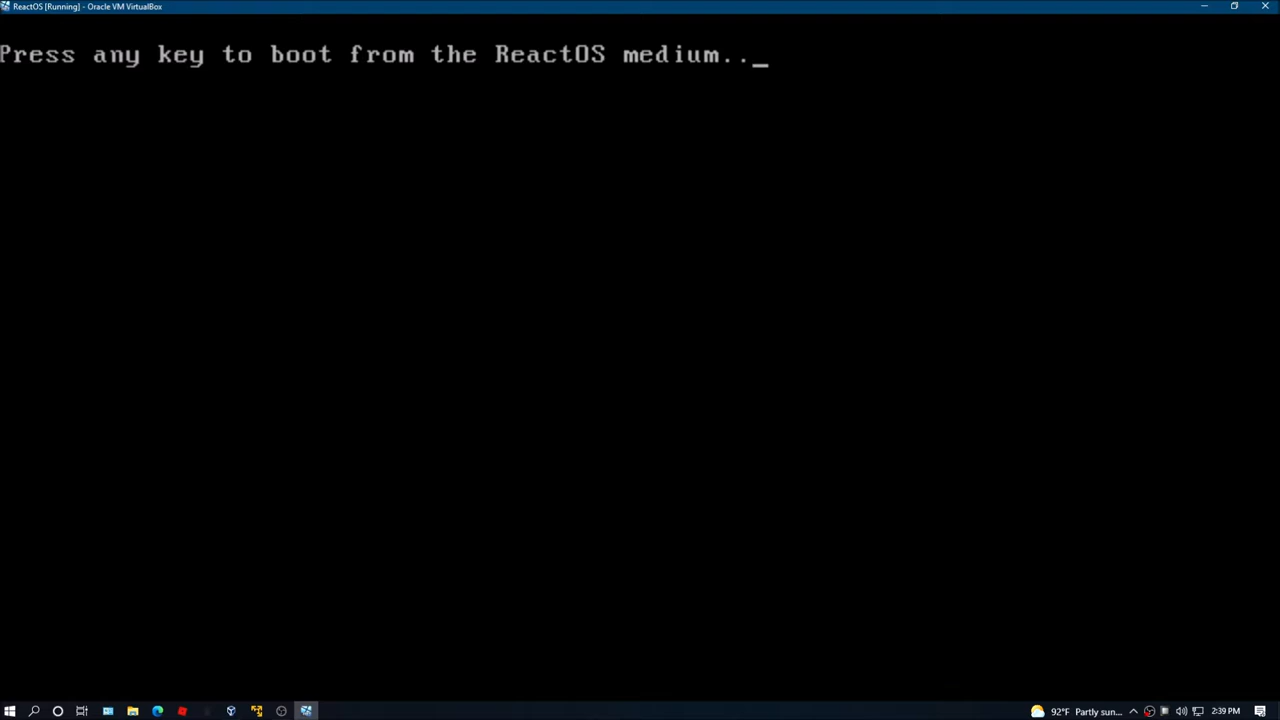 ReactOS [Running] - Oracle VM VirtualBox
Press any key to boot from the ReactOS medium.._
92°F Partly sun...
2:39 PM